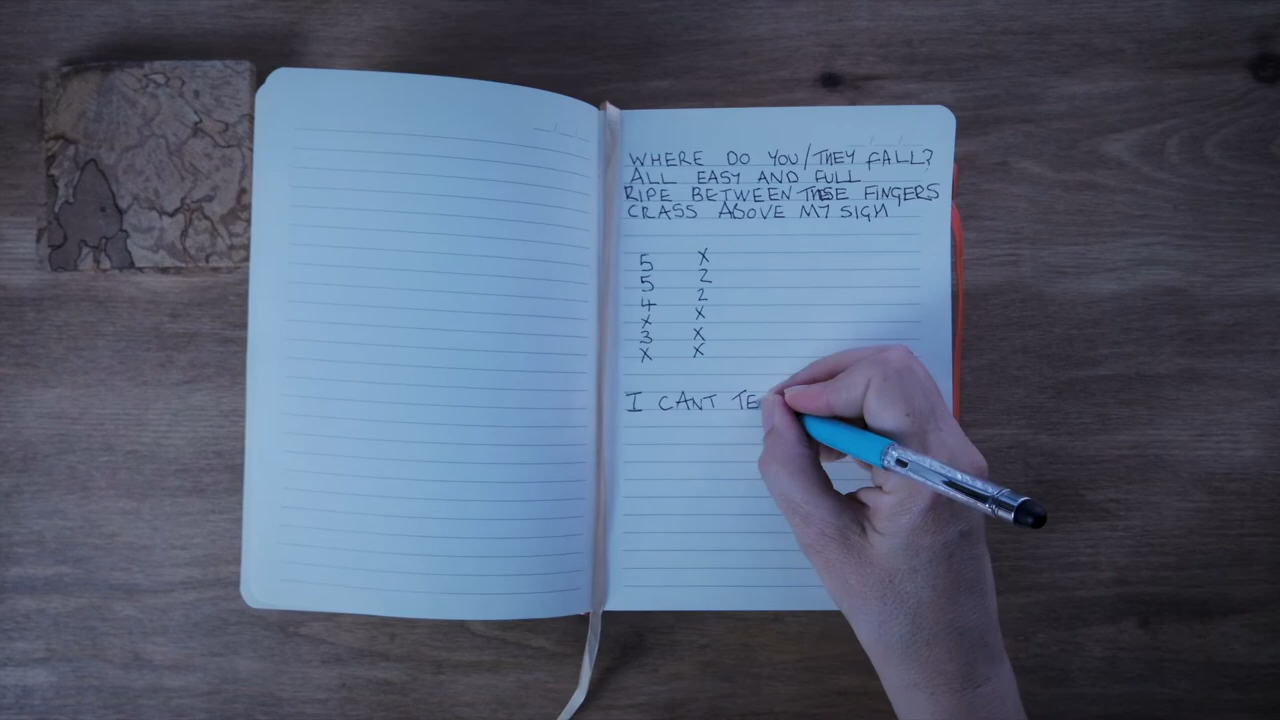 WHERE DO YOU/THEY FALL?
ALL EASY AND FULL
RIPE BETWEEN THESE FINGERS
CRASS ABOVE MY SIGH
5 X
5 2
4 2
X X
3 X
X X
I CANT TE